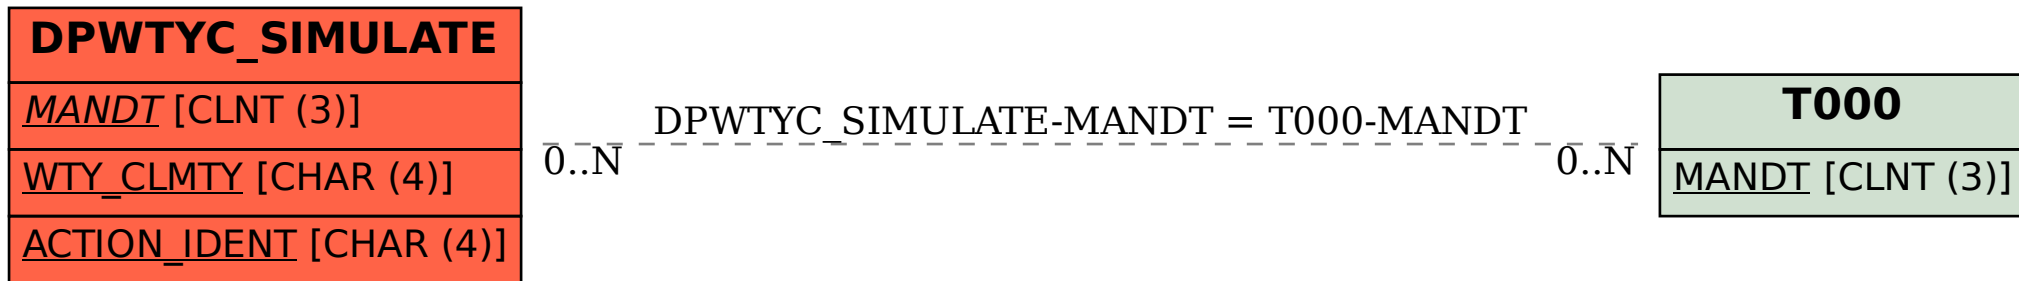 DPWTYC_SIMULATE
MANDT [CLNT (3)]
WTY_CLMTY [CHAR (4)]
ACTION_IDENT [CHAR (4)]
DPWTYC_SIMULATE-MANDT = T000-MANDT
0..N
0..N
T000
MANDT [CLNT (3)]